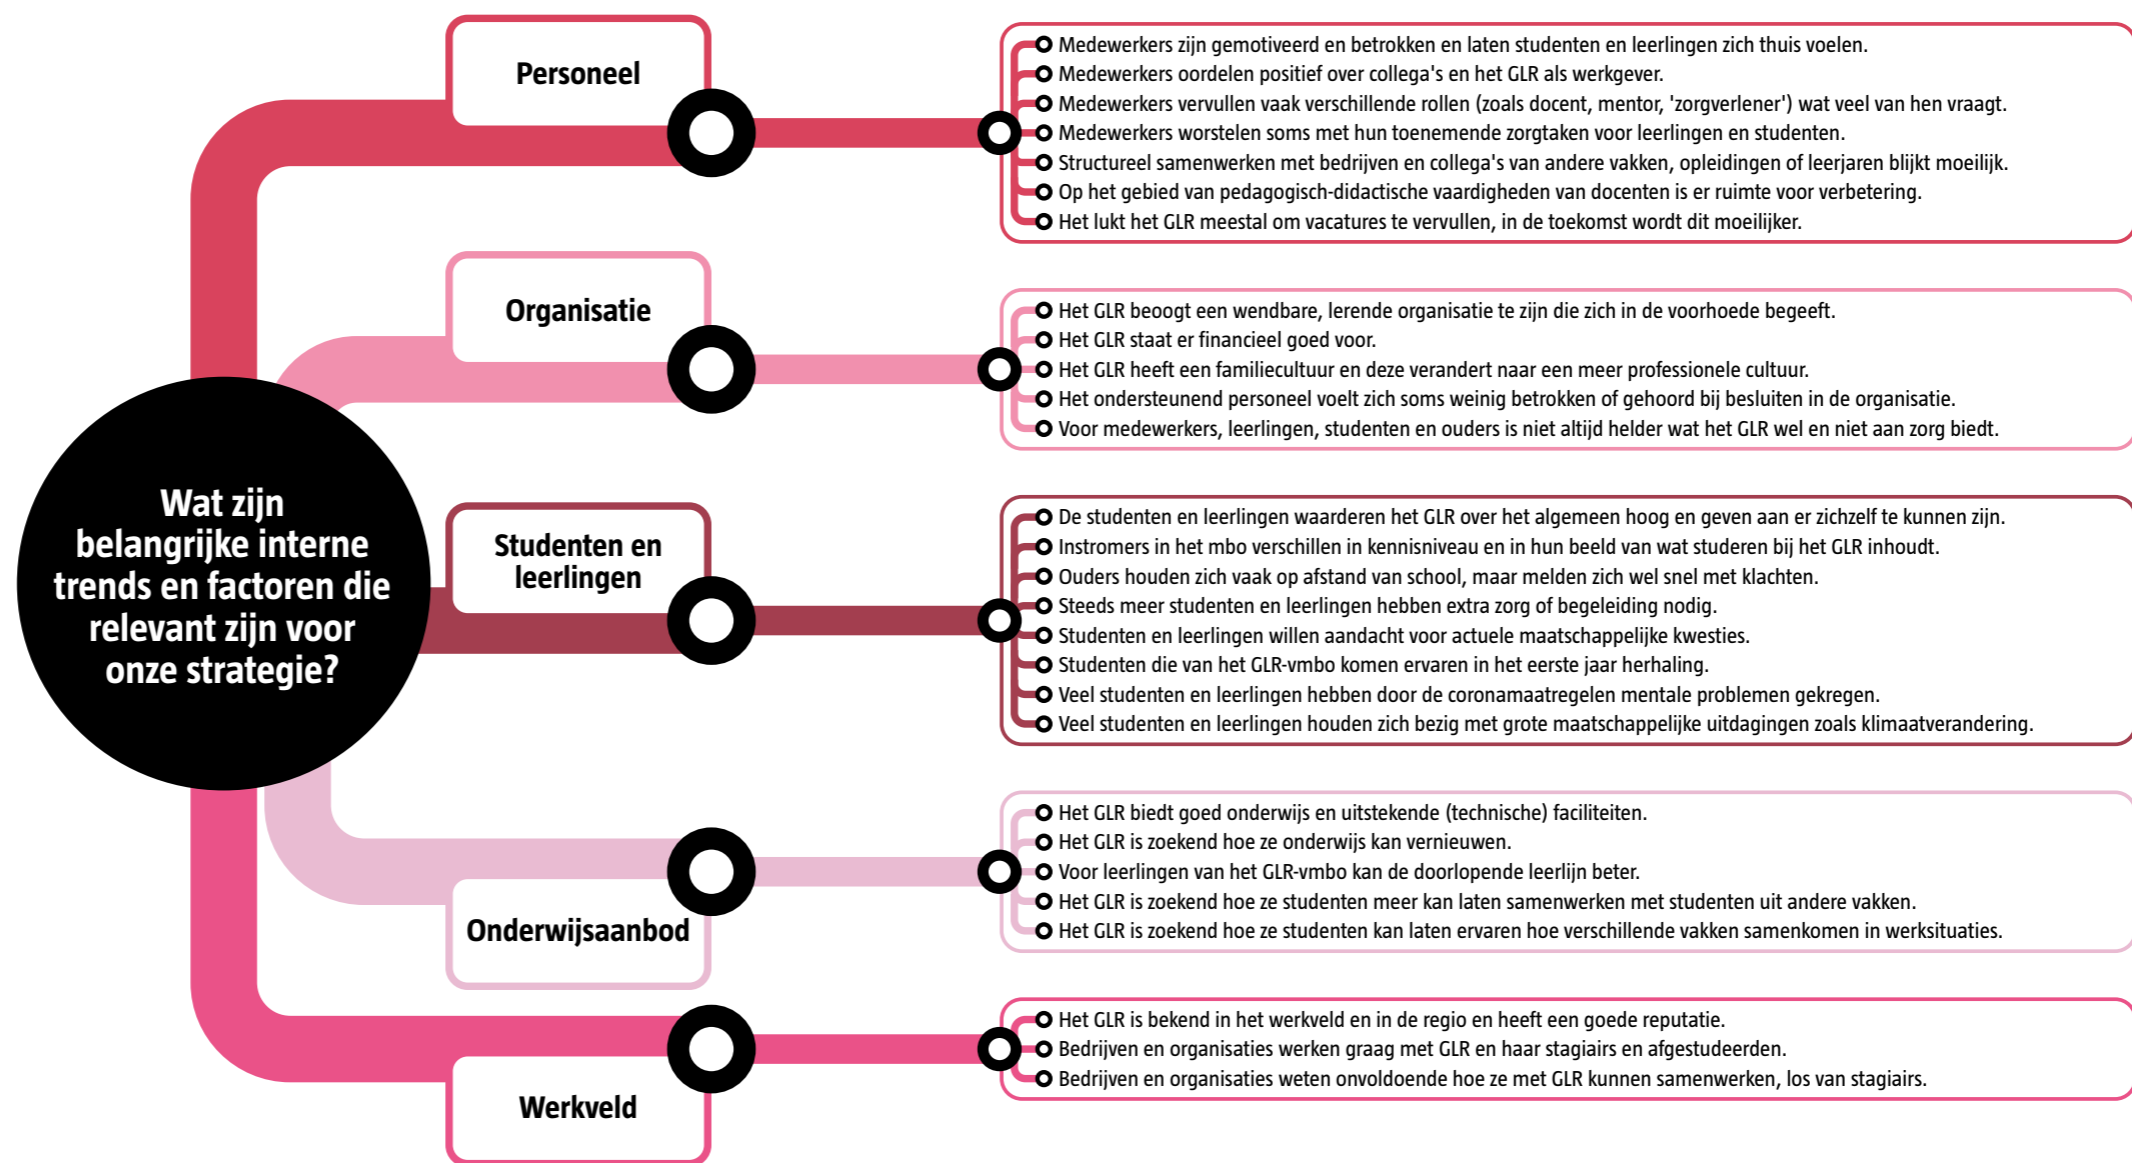 Wat zijn
belangrijke interne
trends en factoren die
relevant zijn voor
onze strategie?
Personeel
Medewerkers zijn gemotiveerd en betrokken en laten studenten en leerlingen zich thuis voelen.
Medewerkers oordelen positief over collega's en het GLR als werkgever.
Medewerkers vervullen vaak verschillende rollen (zoals docent, mentor, 'zorgverlener') wat veel van hen vraagt.
Medewerkers worstelen soms met hun toenemende zorgtaken voor leerlingen en studenten.
Structureel samenwerken met bedrijven en collega's van andere vakken, opleidingen of leerjaren blijkt moeilijk.
Op het gebied van pedagogisch-didactische vaardigheden van docenten is er ruimte voor verbetering.
Het lukt het GLR meestal om vacatures te vervullen, in de toekomst wordt dit moeilijker.
Organisatie
Het GLR beoogt een wendbare, lerende organisatie te zijn die zich in de voorhoede begeeft.
Het GLR staat er financieel goed voor.
Het GLR heeft een familiecultuur en deze verandert naar een meer professionele cultuur.
Het ondersteunend personeel voelt zich soms weinig betrokken of gehoord bij besluiten in de organisatie.
Voor medewerkers, leerlingen, studenten en ouders is niet altijd helder wat het GLR wel en niet aan zorg biedt.
Studenten en
leerlingen
De studenten en leerlingen waarderen het GLR over het algemeen hoog en geven aan er zichzelf te kunnen zijn.
Instromers in het mbo verschillen in kennisniveau en in hun beeld van wat studeren bij het GLR inhoudt.
Ouders houden zich vaak op afstand van school, maar melden zich wel snel met klachten.
Steeds meer studenten en leerlingen hebben extra zorg of begeleiding nodig.
Studenten en leerlingen willen aandacht voor actuele maatschappelijke kwesties.
Studenten die van het GLR-vmbo komen ervaren in het eerste jaar herhaling.
Veel studenten en leerlingen hebben door de coronamaatregelen mentale problemen gekregen.
Veel studenten en leerlingen houden zich bezig met grote maatschappelijke uitdagingen zoals klimaatverandering.
Onderwijsaanbod
Het GLR biedt goed onderwijs en uitstekende (technische) faciliteiten.
Het GLR is zoekend hoe ze onderwijs kan vernieuwen.
Voor leerlingen van het GLR-vmbo kan de doorlopende leerlijn beter.
Het GLR is zoekend hoe ze studenten meer kan laten samenwerken met studenten uit andere vakken.
Het GLR is zoekend hoe ze studenten kan laten ervaren hoe verschillende vakken samenkomen in werksituaties.
Werkveld
Het GLR is bekend in het werkveld en in de regio en heeft een goede reputatie.
Bedrijven en organisaties werken graag met GLR en haar stagiairs en afgestudeerden.
Bedrijven en organisaties weten onvoldoende hoe ze met GLR kunnen samenwerken, los van stagiairs.